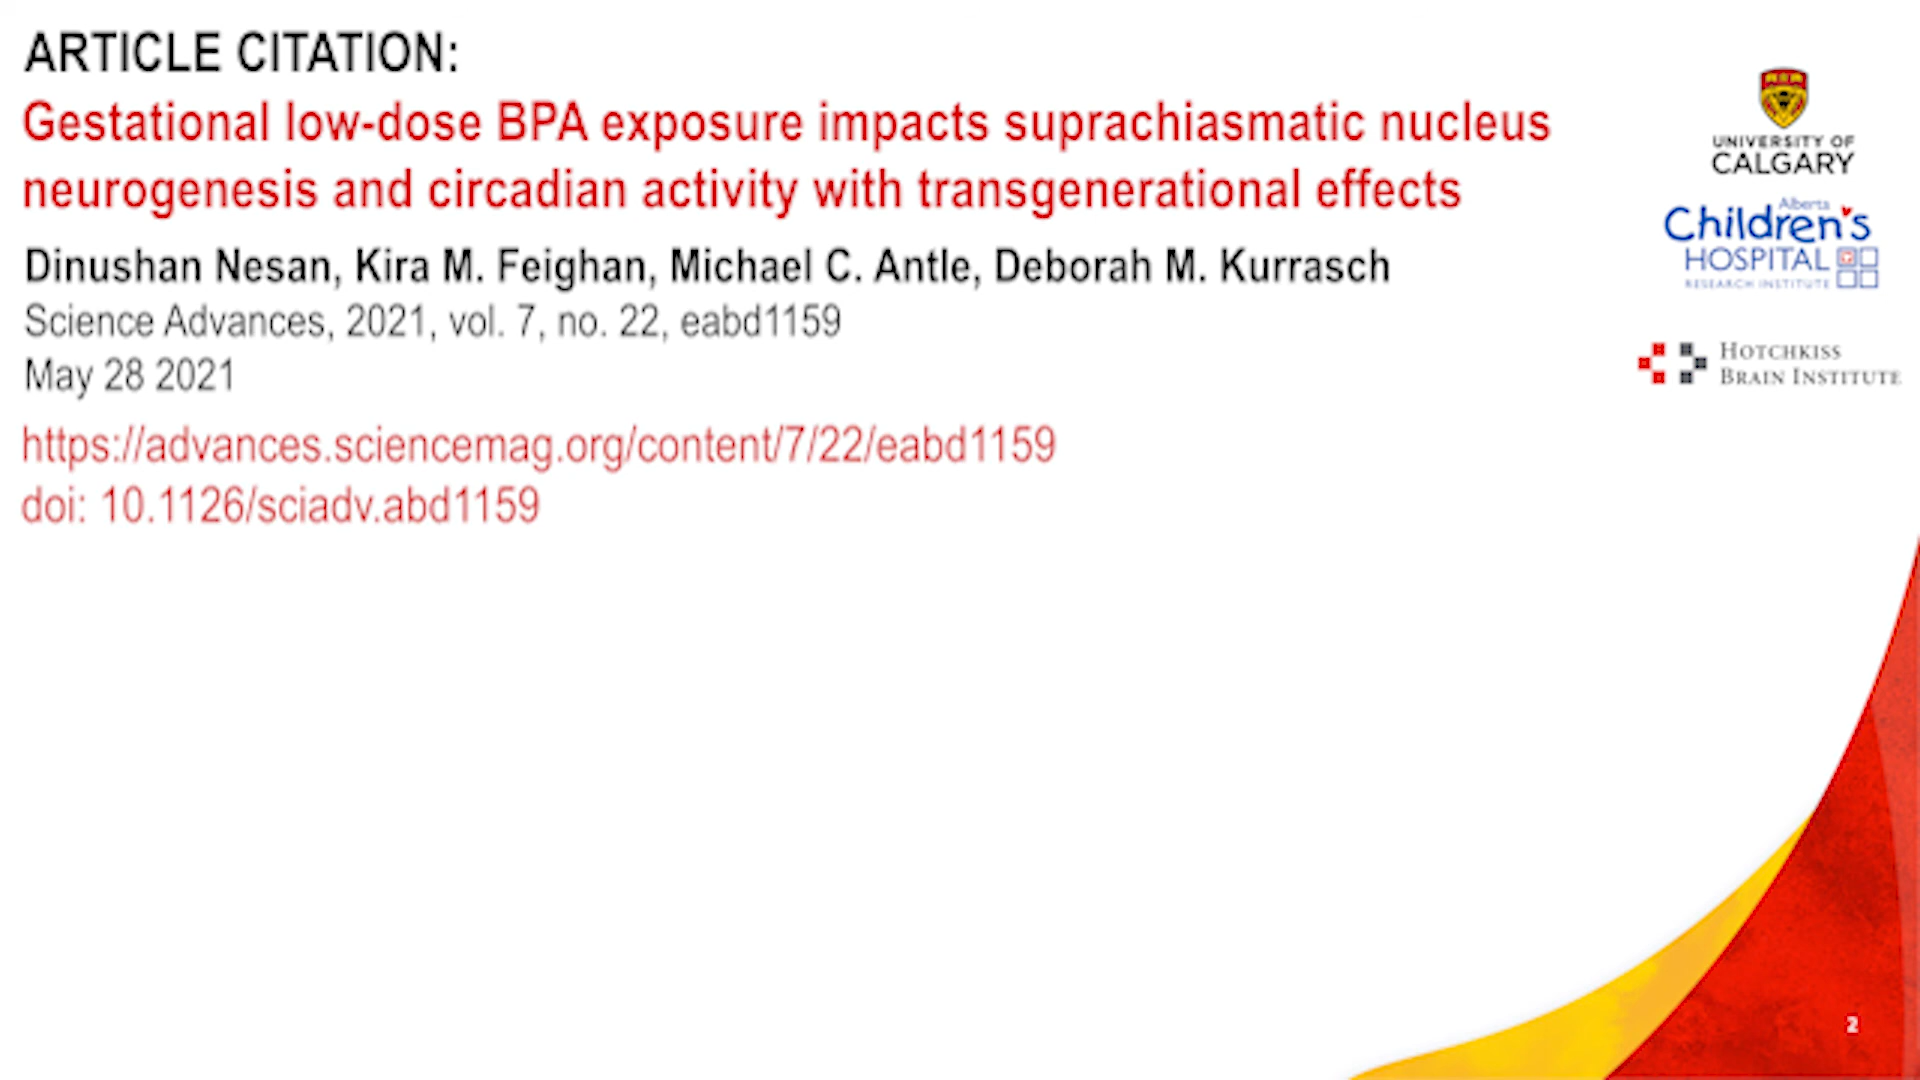 ARTICLE CITATION:
Gestational low-dose BPA exposure impacts suprachiasmatic nucleus
neurogenesis and circadian activity with transgenerational effects
Dinushan Nesan, Kira M. Feighan, Michael C. Antle, Deborah M. Kurrasch
Science Advances, 2021, vol. 7, no. 22, eabd1159
May 28 2021
https://advances.sciencemag.org/content/7/22/eabd1159
doi: 10.1126/sciadv.abd1159
UNIVERSITY OF
CALGARY
Alberta
Children's
HOSPITAL
RESEARCH INSTITUTE
HOTCHKISS
BRAIN INSTITUTE
2